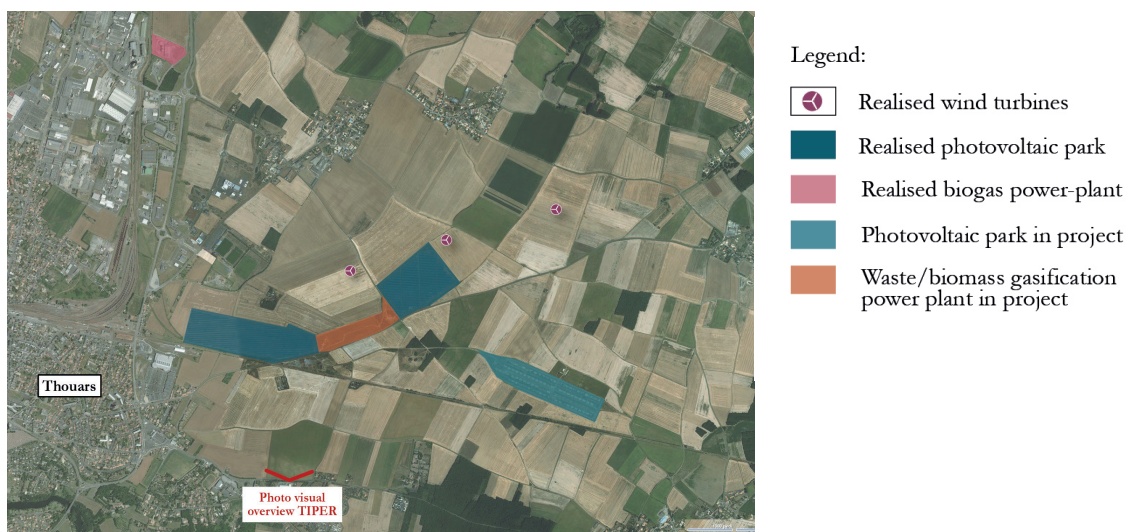 Thouars
Photo visual
overview TIPER
Legend:
Realised wind turbines
Realised photovoltaic park
Realised biogas power-plant
Photovoltaic park in project
Waste/biomass gasification
power plant in project